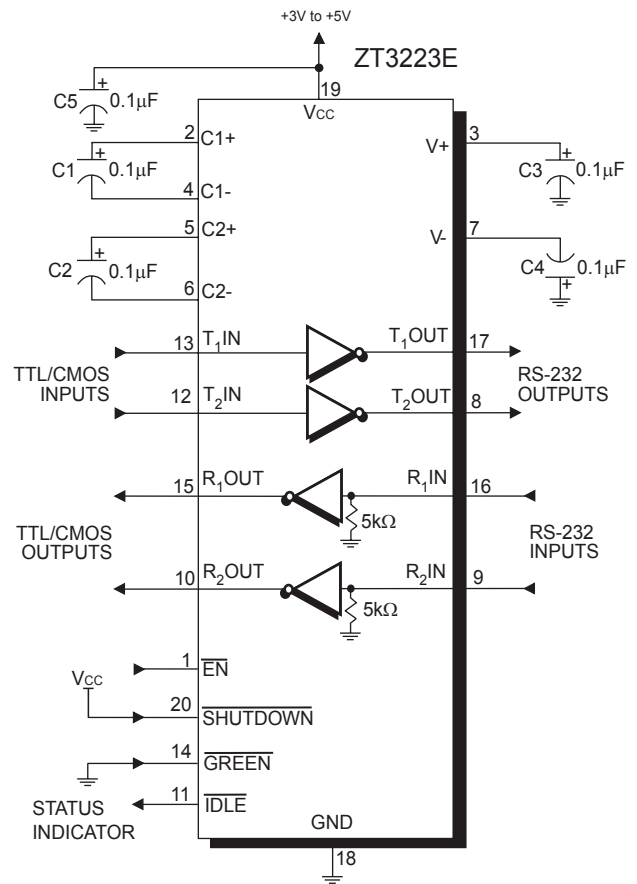 +3V to +5V
ZT3223E
C5
+
0.1μF
19
Vcc
2
C1+
C1
+
0.1μF
4
C1-
5
C2+
C2
+
0.1μF
6
C2-
V+
3
C3
+
0.1μF
V-
7
C4
0.1μF
+
TTL/CMOS
INPUTS
13
T1IN
T1OUT
17
12
T2IN
T2OUT
8
RS-232
OUTPUTS
TTL/CMOS
OUTPUTS
15
R1OUT
R1IN
16
5kΩ
10
R2OUT
R2IN
9
5kΩ
RS-232
INPUTS
1
EN
Vcc
20
SHUTDOWN
14
GREEN
STATUS
INDICATOR
11
IDLE
GND
18